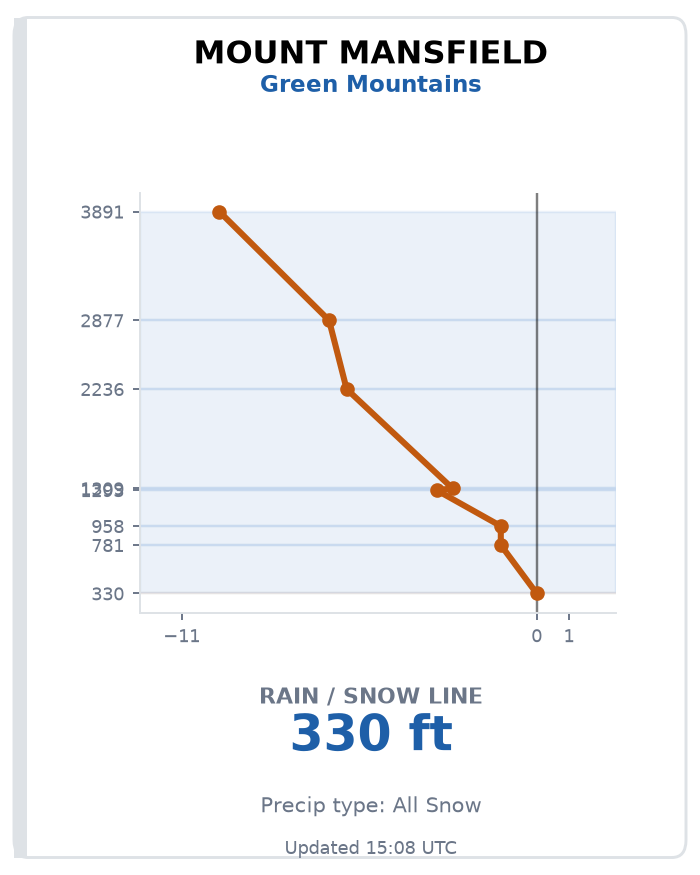 MOUNT MANSFIELD
Green Mountains
3891
2877
2236
958
781
330
−11 0 1
RAIN / SNOW LINE
330 ft
Precip type: All Snow
Updated 15:08 UTC